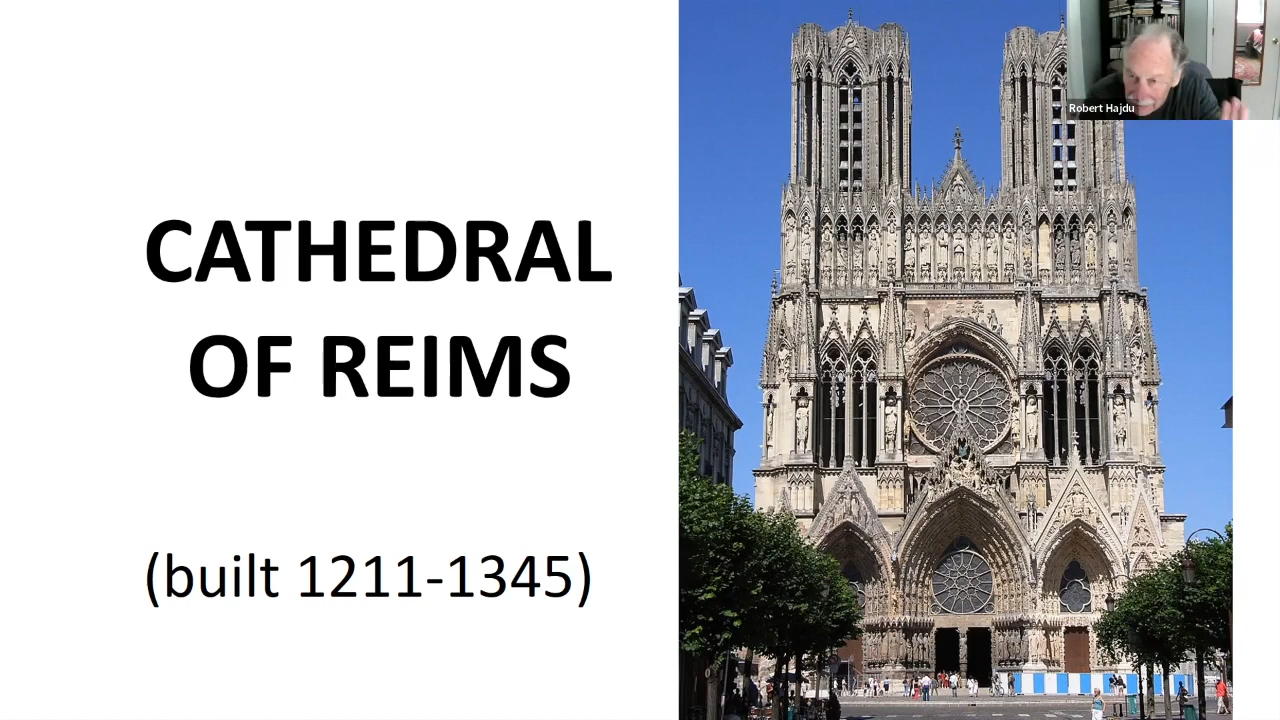 CATHEDRAL
OF REIMS
(built 1211-1345)
Robert Hajdu